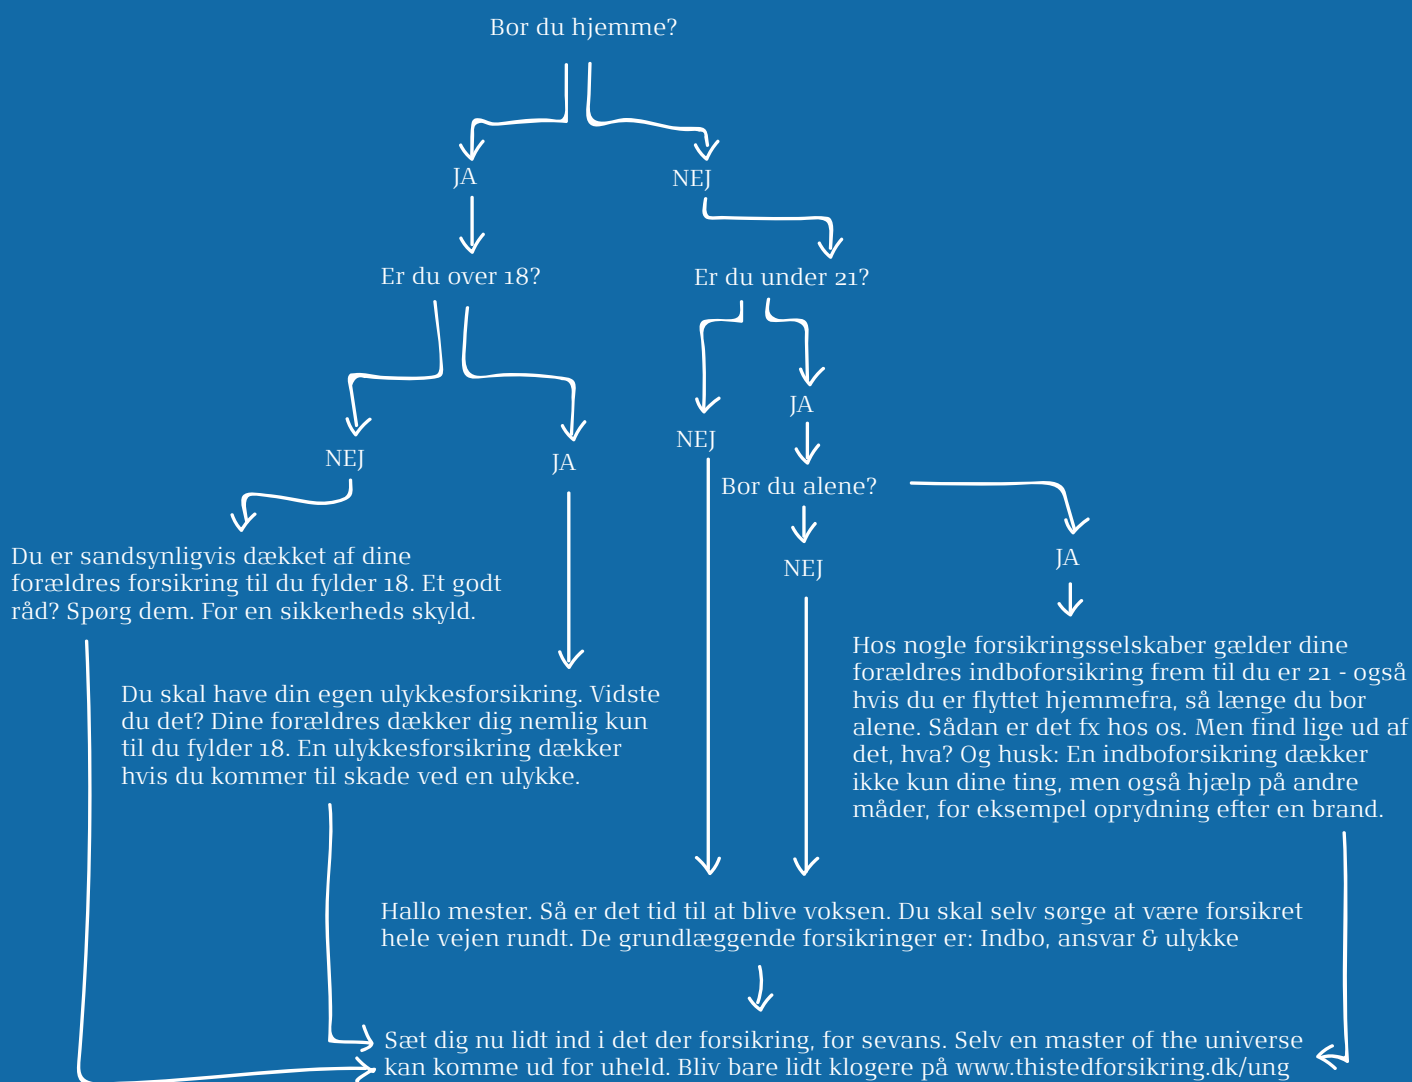 Bor du hjemme?
JA
NEJ
Er du over 18?
Er du under 21?
NEJ
JA
NEJ
JA
Bor du alene?
NEJ
JA
Du er sandsynligvis dækket af dine
forældres forsikring til du fylder 18. Et godt
råd? Spørg dem. For en sikkerheds skyld.
Du skal have din egen ulykkesforsikring. Vidste
du det? Dine forældres dækker dig nemlig kun
til du fylder 18. En ulykkesforsikring dækker
hvis du kommer til skade ved en ulykke.
Hos nogle forsikringsselskaber gælder dine
forældres indboforsikring frem til du er 21 - også
hvis du er flyttet hjemmefra, så længe du bor
alene. Sådan er det fx hos os. Men find lige ud af
det, hva? Og husk: En indboforsikring dækker
ikke kun dine ting, men også hjælp på andre
måder, for eksempel oprydning efter en brand.
Hallo mester. Så er det tid til at blive voksen. Du skal selv sørge at være forsikret
hele vejen rundt. De grundlæggende forsikringer er: Indbo, ansvar & ulykke
Sæt dig nu lidt ind i det der forsikring, for sevans. Selv en master of the universe
kan komme ud for uheld. Bliv bare lidt klogere på www.thistedforsikring.dk/ung